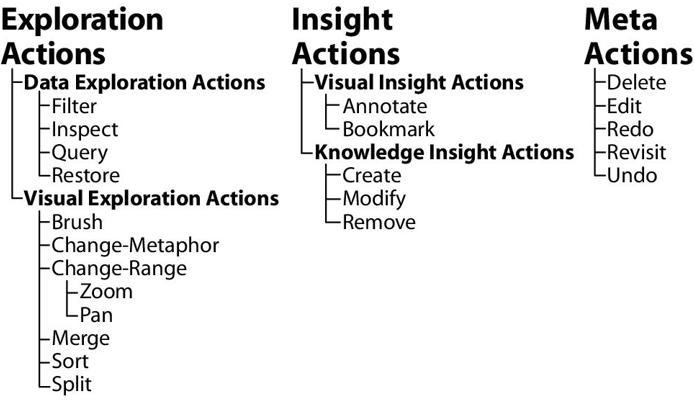 Exploration
Actions
Data Exploration Actions
Filter
Inspect
Query
Restore
Visual Exploration Actions
Brush
Change-Metaphor
Change-Range
Zoom
Pan
Merge
Sort
Split
Insight
Actions
Visual Insight Actions
Annotate
Bookmark
Knowledge Insight Actions
Create
Modify
Remove
Meta
Actions
Delete
Edit
Redo
Revisit
Undo